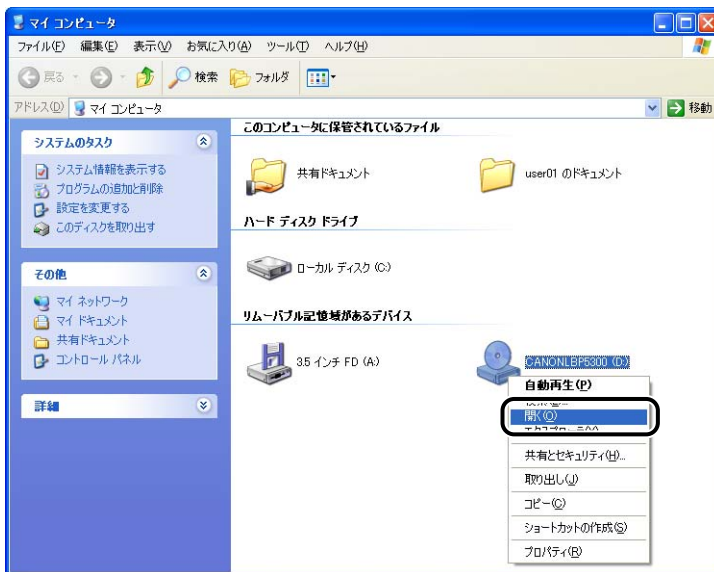 マイ コンピュータ
ファイル(F) 編集(E) 表示(V) お気に入り(A) ツール(T) ヘルプ(H)
戻る 検索 フォルダ
アドレス(D) マイ コンピュータ 移動
システムのタスク
システム情報を表示する
プログラムの追加と削除
設定を変更する
このディスクを取り出す
その他
マイ ネットワーク
マイ ドキュメント
共有ドキュメント
コントロール パネル
詳細
このコンピュータに保管されているファイル
共有ドキュメント
user01 のドキュメント
ハード ディスク ドライブ
ローカル ディスク (C:)
リムーバブル記憶域があるデバイス
3.5 インチ FD (A:)
CANONLBP5300 (D:)
自動再生(P)
開く(O)
共有とセキュリティ(H)...
取り出し(J)
コピー(C)
ショートカットの作成(S)
プロパティ(R)